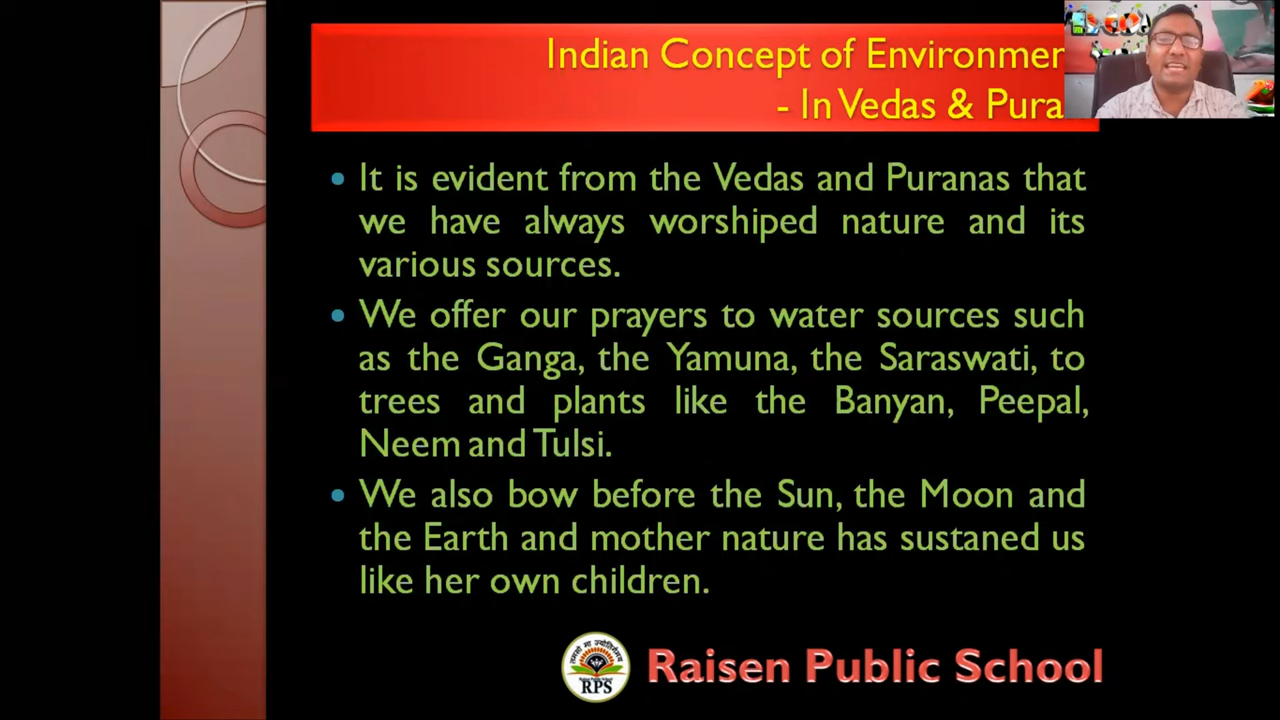 Indian Concept of Environmen
- In Vedas & Pura
It is evident from the Vedas and Puranas that
we have always worshiped nature and its
various sources.
We offer our prayers to water sources such
as the Ganga, the Yamuna, the Saraswati, to
trees and plants like the Banyan, Peepal,
Neem and Tulsi.
We also bow before the Sun, the Moon and
the Earth and mother nature has sustaned us
like her own children.
तमसो मा ज्योतिर्गमय
RPS
Raisen Public School